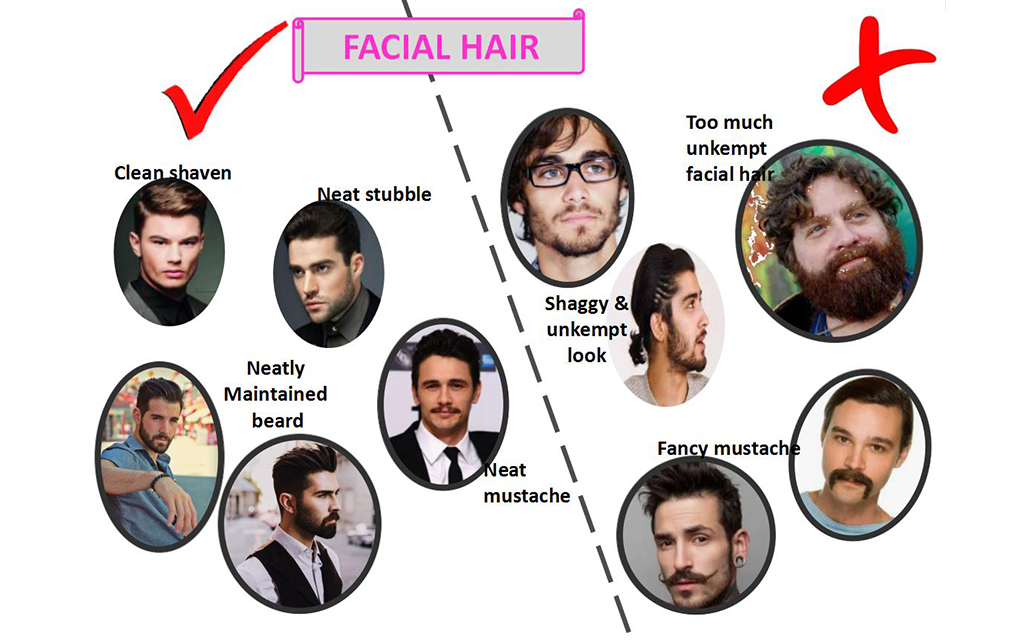 FACIAL HAIR
Clean shaven
Neat stubble
Neatly
Maintained
beard
Neat
mustache
Too much
unkempt
facial hair
Shaggy &
unkempt
look
Fancy mustache